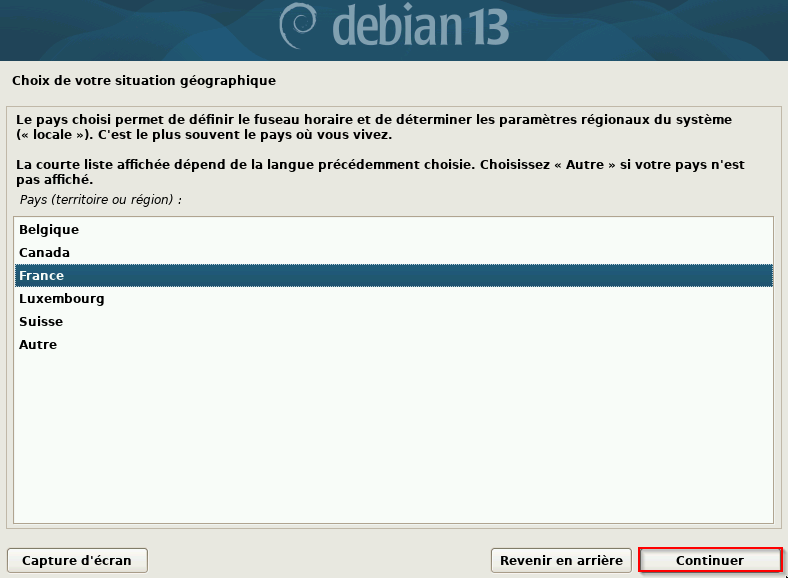 debian 13
Choix de votre situation géographique
Le pays choisi permet de définir le fuseau horaire et de déterminer les paramètres régionaux du système
(« locale »). C'est le plus souvent le pays où vous vivez.
La courte liste affichée dépend de la langue précédemment choisie. Choisissez « Autre » si votre pays n'est
pas affiché.
Pays (territoire ou région) :
Belgique
Canada
France
Luxembourg
Suisse
Autre
Capture d'écran
Revenir en arrière
Continuer